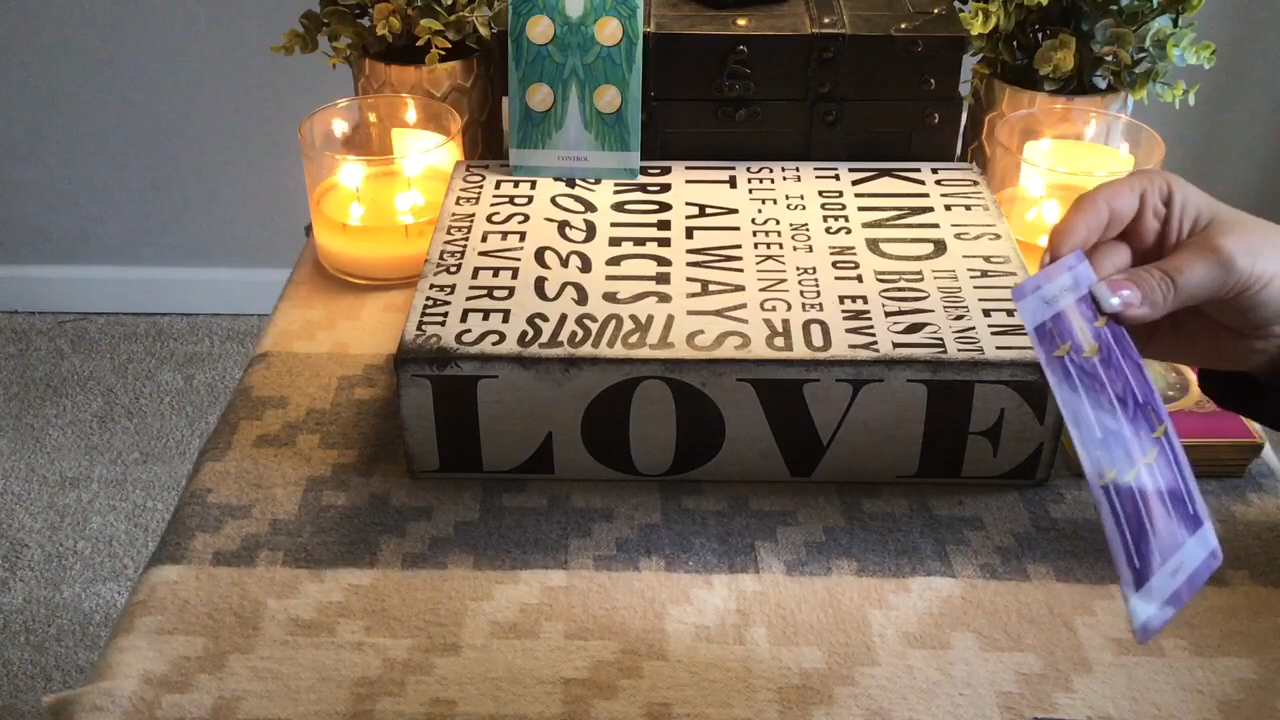 CONTROL
LOVE IS PATIENT
KIND
IT DOES NOT
BOAST
IT DOES NOT ENVY
IT IS NOT RUDE
OR
SELF-SEEKING
IT ALWAYS
PROTECTS
TRUSTS
HOPES
PERSEVERES
LOVE NEVER FAILS
LOVE